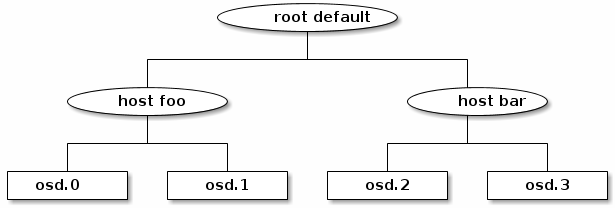 root default
host foo
host bar
osd.0
osd.1
osd.2
osd.3